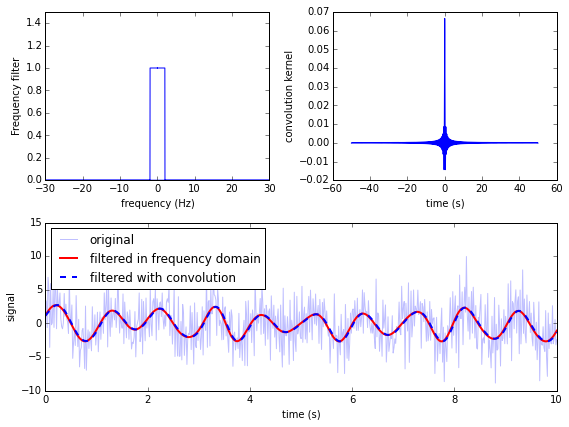 1.4
1.2
1.0
0.8
0.6
0.4
0.2
0.0
Frequency filter
−30 −20 −10 0 10 20 30
frequency (Hz)
0.07
0.06
0.05
0.04
0.03
0.02
0.01
0.00
−0.01
−0.02
convolution kernel
−60 −40 −20 0 20 40 60
time (s)
15
10
5
0
−5
−10
signal
original
filtered in frequency domain
filtered with convolution
0 2 4 6 8 10
time (s)